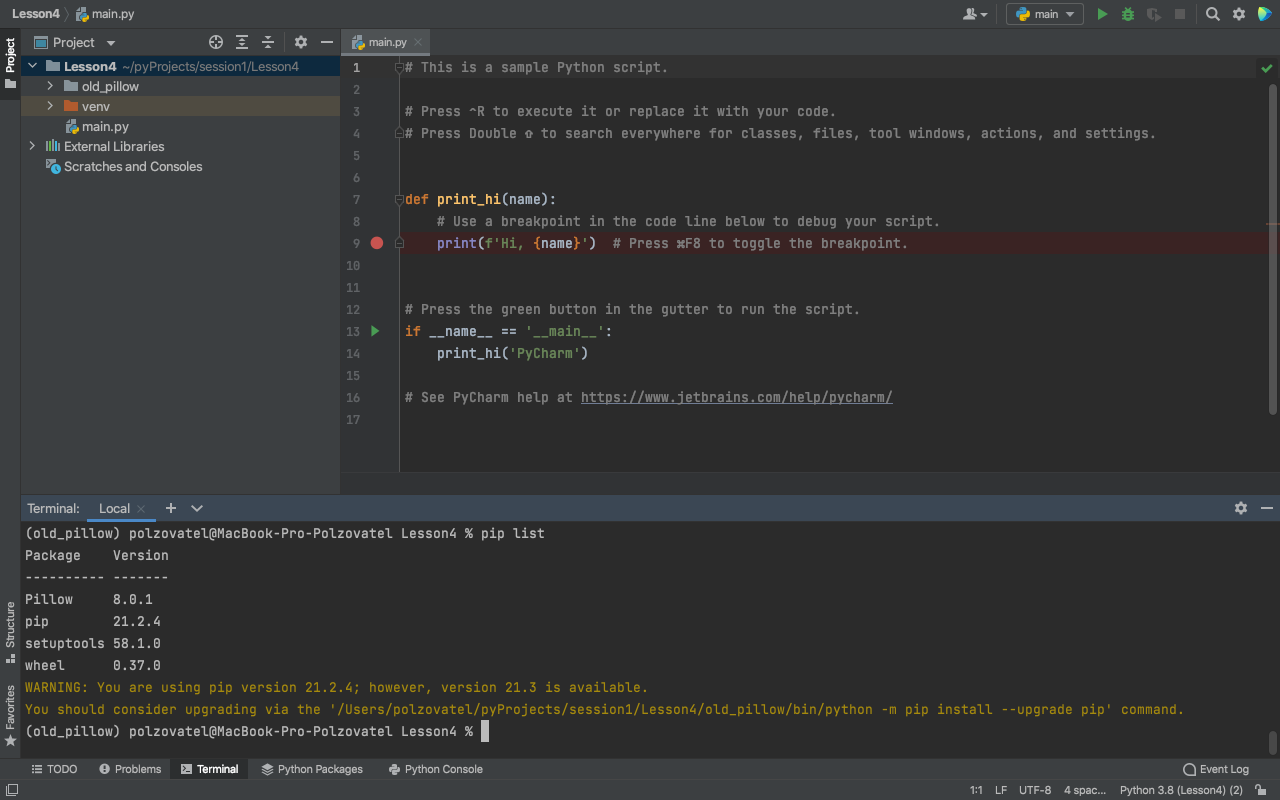 Lesson4 main.py
main
Project
main.py
Project
Lesson4 ~/pyProjects/session1/Lesson4
old_pillow
venv
main.py
External Libraries
Scratches and Consoles
1 # This is a sample Python script.
2
3 # Press ^R to execute it or replace it with your code.
4 # Press Double ⇧ to search everywhere for classes, files, tool windows, actions, and settings.
5
6
7 def print_hi(name):
8 # Use a breakpoint in the code line below to debug your script.
9 print(f'Hi, {name}')  # Press ⌘F8 to toggle the breakpoint.
10
11
12 # Press the green button in the gutter to run the script.
13 if __name__ == '__main__':
14 print_hi('PyCharm')
15
16 # See PyCharm help at https://www.jetbrains.com/help/pycharm/
17
Terminal: Local
(old_pillow) polzovatel@MacBook-Pro-Polzovatel Lesson4 % pip list
Package    Version
---------- -------
Pillow     8.0.1
pip        21.2.4
setuptools 58.1.0
wheel      0.37.0
WARNING: You are using pip version 21.2.4; however, version 21.3 is available.
You should consider upgrading via the '/Users/polzovatel/pyProjects/session1/Lesson4/old_pillow/bin/python -m pip install --upgrade pip' command.
(old_pillow) polzovatel@MacBook-Pro-Polzovatel Lesson4 %
Structure
Favorites
TODO Problems Terminal Python Packages Python Console Event Log
1:1 LF UTF-8 4 spac... Python 3.8 (Lesson4) (2)